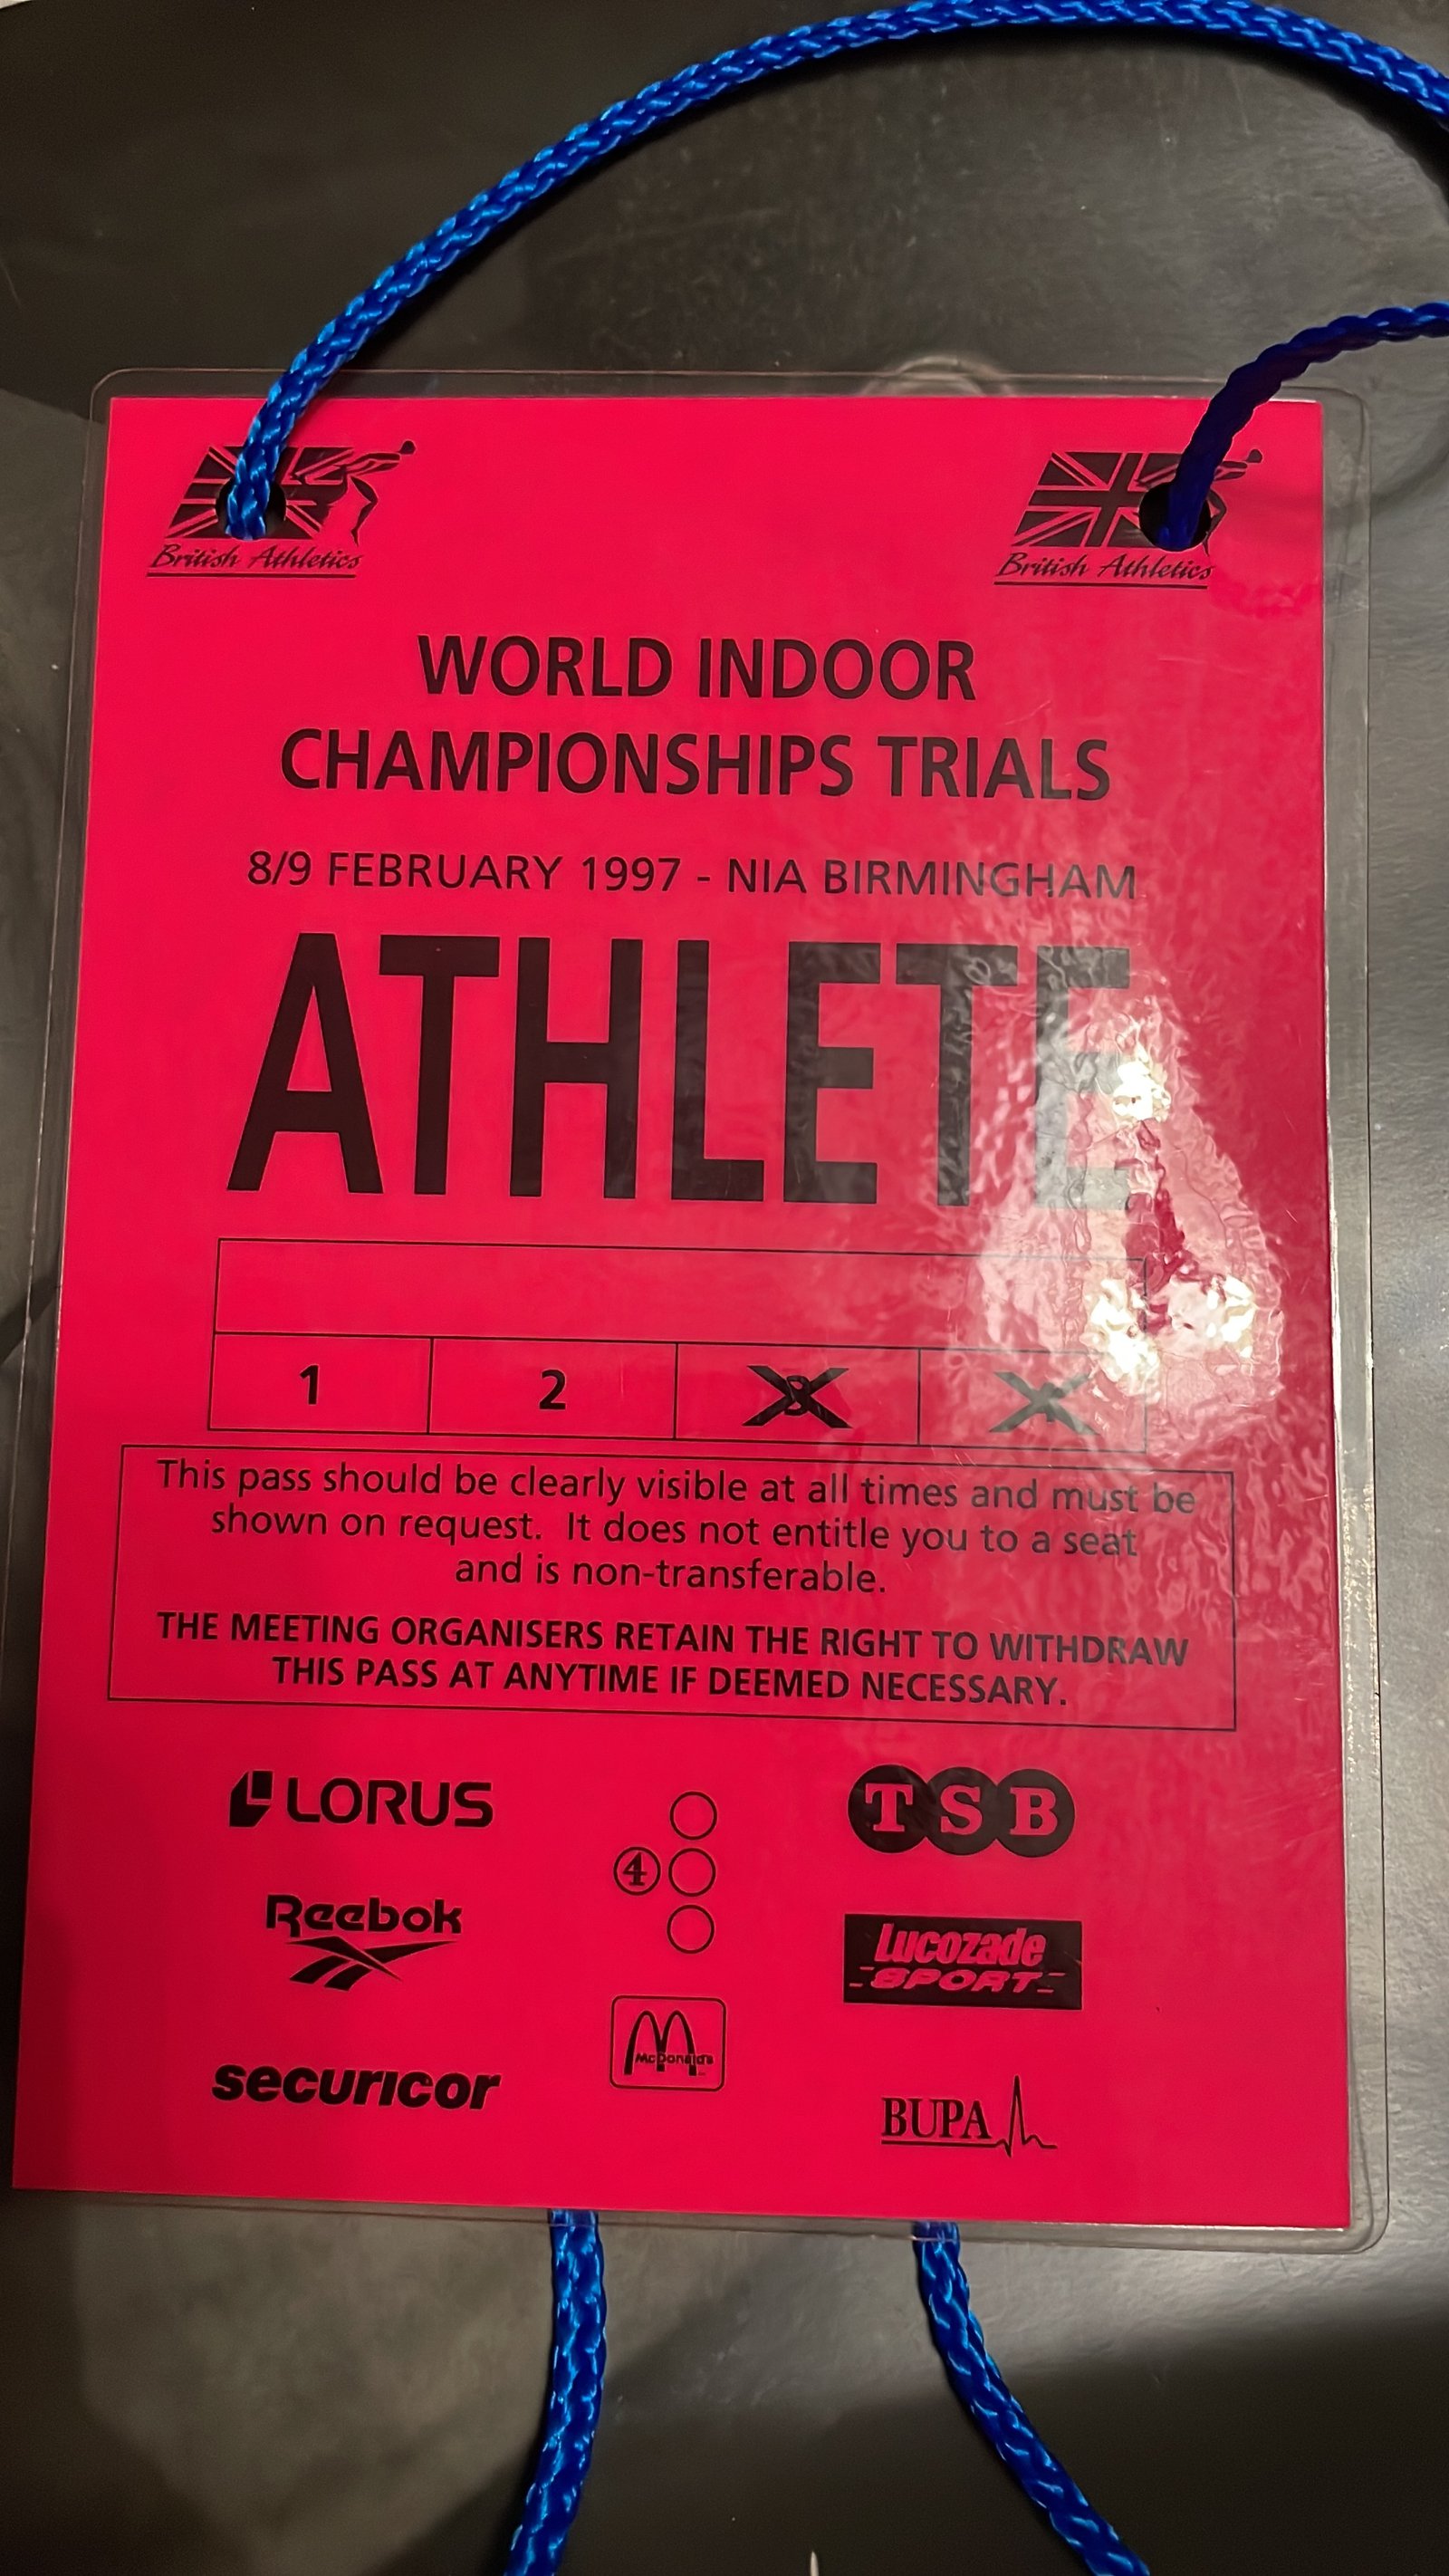 British Athletics
British Athletics
WORLD INDOOR
CHAMPIONSHIPS TRIALS
8/9 FEBRUARY 1997 - NIA BIRMINGHAM
ATHLETE
1 2 3 4
This pass should be clearly visible at all times and must be
shown on request. It does not entitle you to a seat
and is non-transferable.
THE MEETING ORGANISERS RETAIN THE RIGHT TO WITHDRAW
THIS PASS AT ANYTIME IF DEEMED NECESSARY.
LORUS
TSB
4
Reebok
Lucozade
SPORT
McDonald's
securicor
BUPA